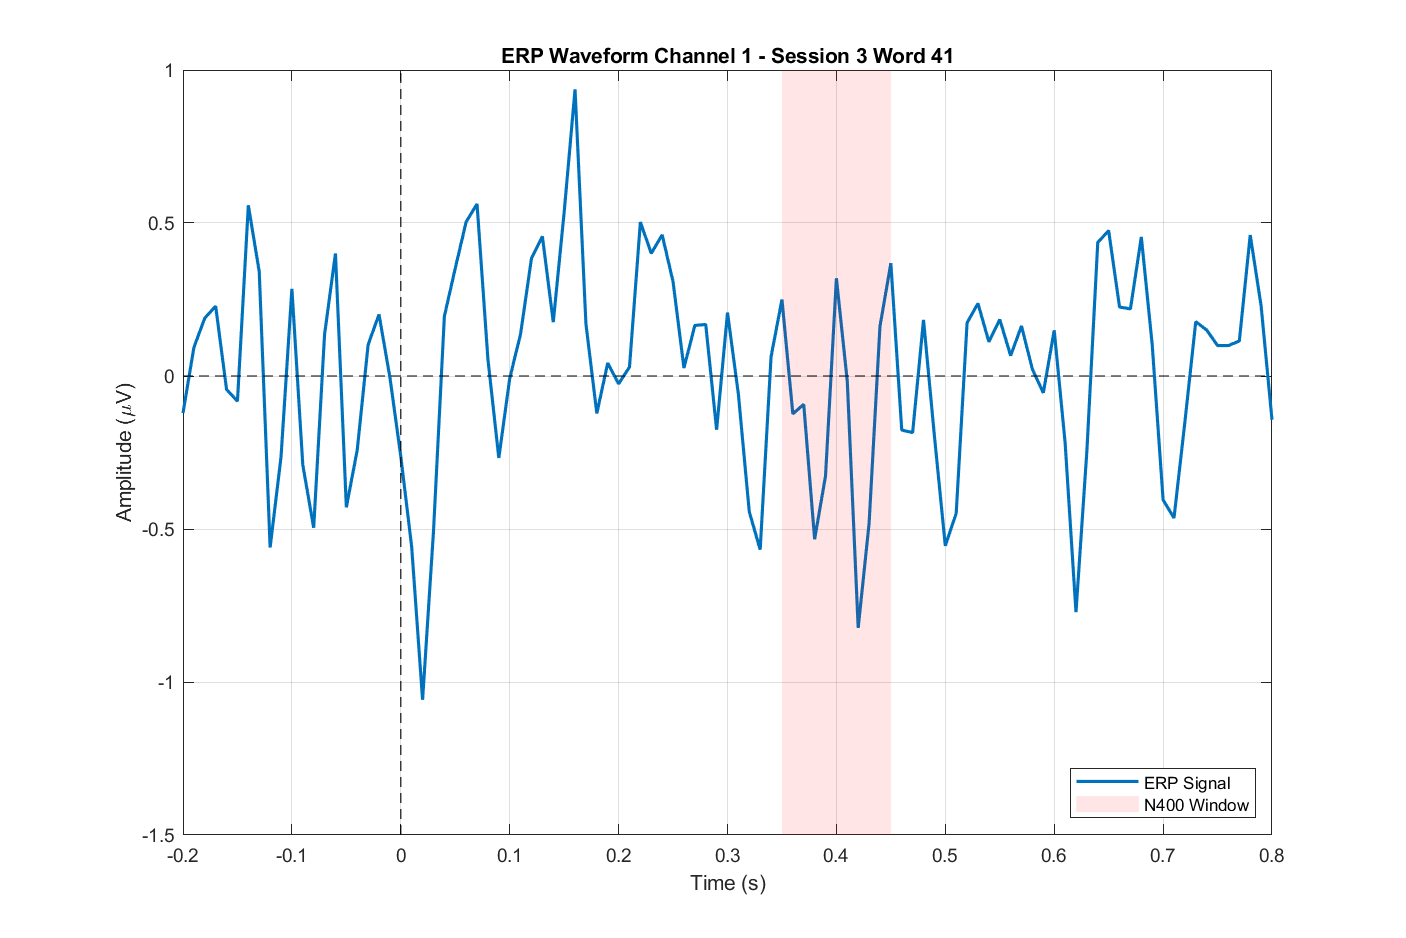 ERP Waveform Channel 1 - Session 3 Word 41
1
0.5
0
-0.5
-1
-1.5
Amplitude (μV)
-0.2 -0.1 0 0.1 0.2 0.3 0.4 0.5 0.6 0.7 0.8
Time (s)
ERP Signal
N400 Window